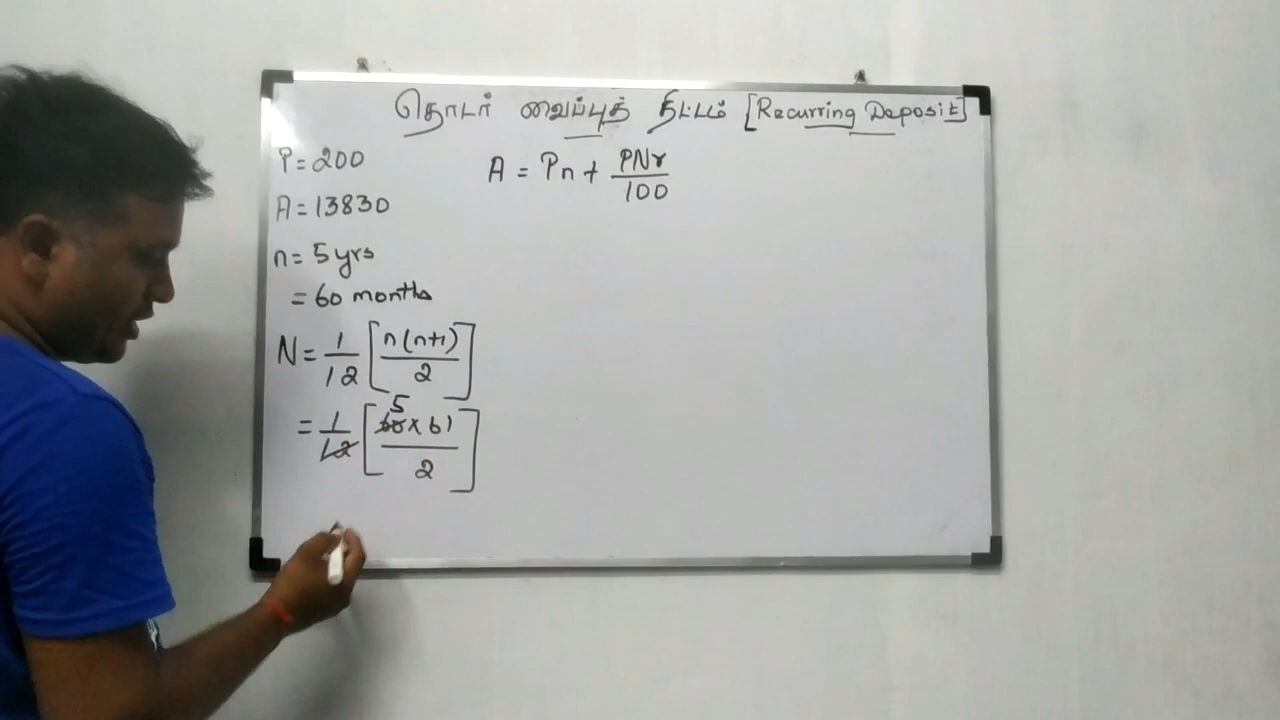 தொடர் வைப்புத் திட்டம் [Recurring Deposit]
P = 200
A = Pn + PNr/100
A = 13830
n = 5 yrs
= 60 months
N = 1/12 [n(n+1)/2]
= 1/12 [60 × 61/2]
5